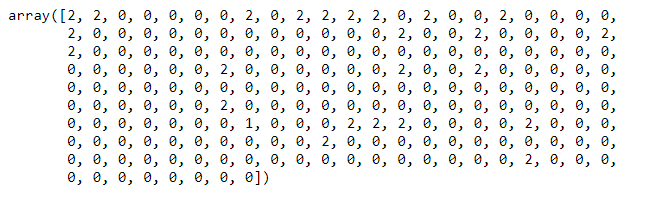 array([2, 2, 0, 0, 0, 0, 0, 2, 0, 2, 2, 2, 2, 0, 2, 0, 0, 2, 0, 0, 0, 0,
2, 0, 0, 0, 0, 0, 0, 0, 0, 0, 0, 0, 0, 2, 0, 0, 2, 0, 0, 0, 0, 2,
2, 0, 0, 0, 0, 0, 0, 0, 0, 0, 0, 0, 0, 0, 0, 0, 0, 0, 0, 0, 0, 0,
0, 0, 0, 0, 0, 0, 2, 0, 0, 0, 0, 0, 0, 2, 0, 0, 2, 0, 0, 0, 0, 0,
0, 0, 0, 0, 0, 0, 0, 0, 0, 0, 0, 0, 0, 0, 0, 0, 0, 0, 0, 0, 0, 0,
0, 0, 0, 0, 0, 0, 2, 0, 0, 0, 0, 0, 0, 0, 0, 0, 0, 0, 0, 0, 0, 0,
0, 0, 0, 0, 0, 0, 0, 1, 0, 0, 0, 2, 2, 2, 0, 0, 0, 0, 2, 0, 0, 0,
0, 0, 0, 0, 0, 0, 0, 0, 0, 0, 2, 0, 0, 0, 0, 0, 0, 0, 0, 0, 0, 0,
0, 0, 0, 0, 0, 0, 0, 0, 0, 0, 0, 0, 0, 0, 0, 0, 0, 0, 2, 0, 0, 0,
0, 0, 0, 0, 0, 0, 0, 0])